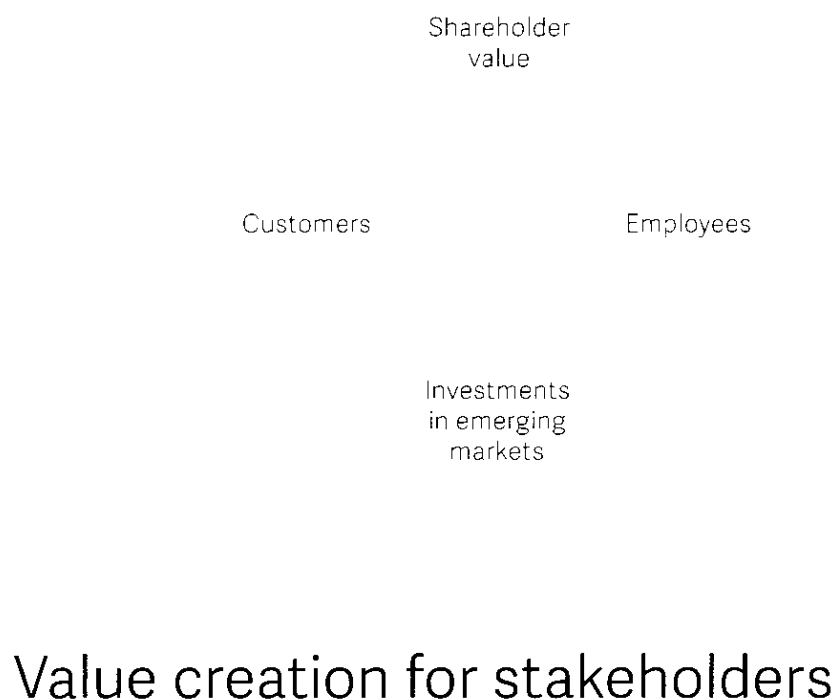 Shareholder
value
Customers
Employees
Investments
in emerging
markets
Value creation for stakeholders